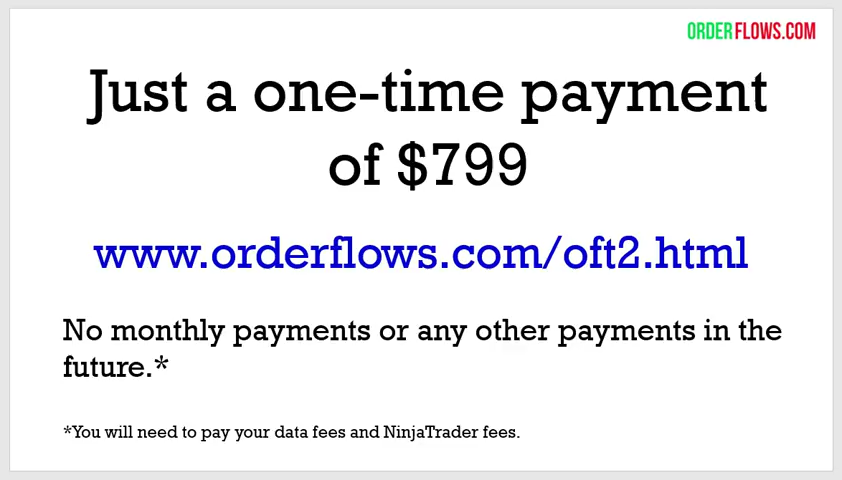 ORDERFLOWS.COM
Just a one-time payment
of $799
www.orderflows.com/oft2.html
No monthly payments or any other payments in the
future.*
*You will need to pay your data fees and NinjaTrader fees.